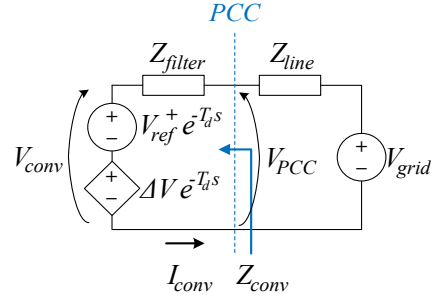 PCC
Z_filter Z_line
+
−
V_ref^+ e^{-T_d s}
V_conv
+
−
ΔV e^{-T_d s}
V_PCC
+
−
V_grid
I_conv Z_conv